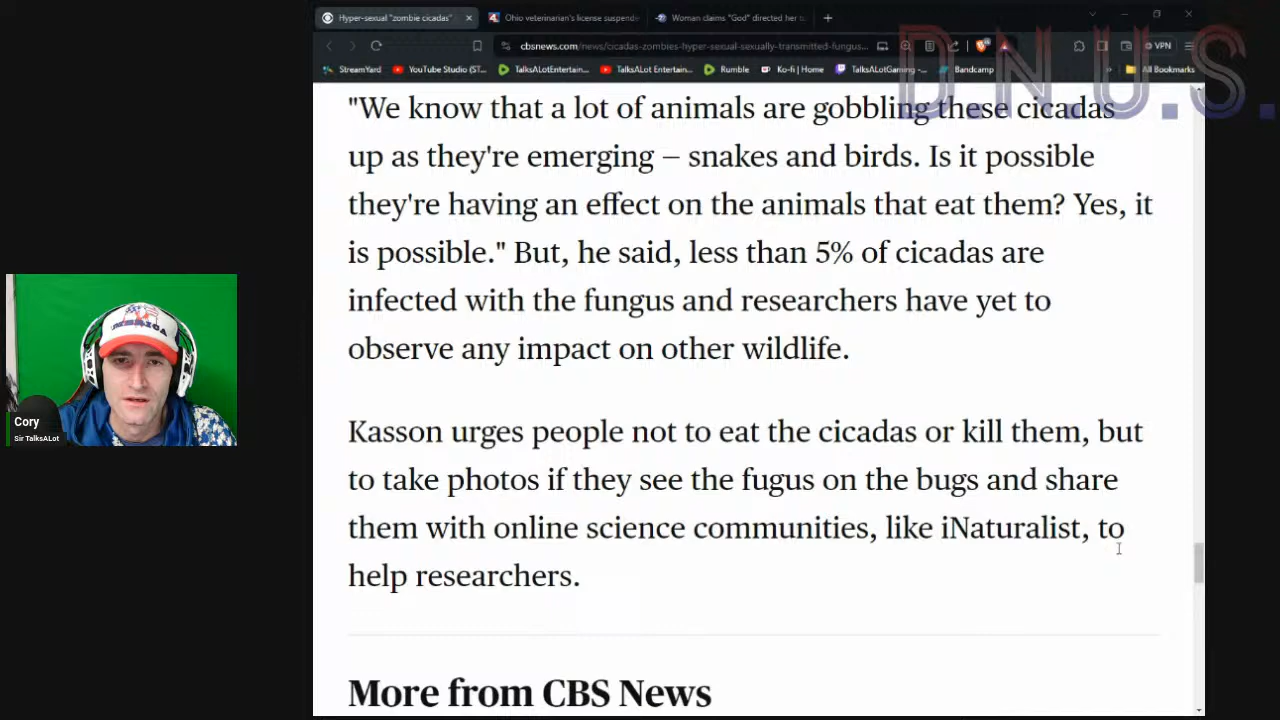 Hyper-sexual "zombie cicadas"
Ohio veterinarian's license suspende
Woman claims "God" directed her t
D.N.U.S.
cbsnews.com/news/cicadas-zombies-hyper-sexual-sexually-transmitted-fungus...
VPN
StreamYard
YouTube Studio (ST...
TalksALotEntertain...
TalksALot Entertain...
Rumble
Ko-fi | Home
TalksALotGaming -...
Bandcamp
»
All Bookmarks
"We know that a lot of animals are gobbling these cicadas
up as they're emerging — snakes and birds. Is it possible
they're having an effect on the animals that eat them? Yes, it
is possible." But, he said, less than 5% of cicadas are
infected with the fungus and researchers have yet to
observe any impact on other wildlife.
Kasson urges people not to eat the cicadas or kill them, but
to take photos if they see the fugus on the bugs and share
them with online science communities, like iNaturalist, to
help researchers.
More from CBS News
Cory
Sir TalksALot